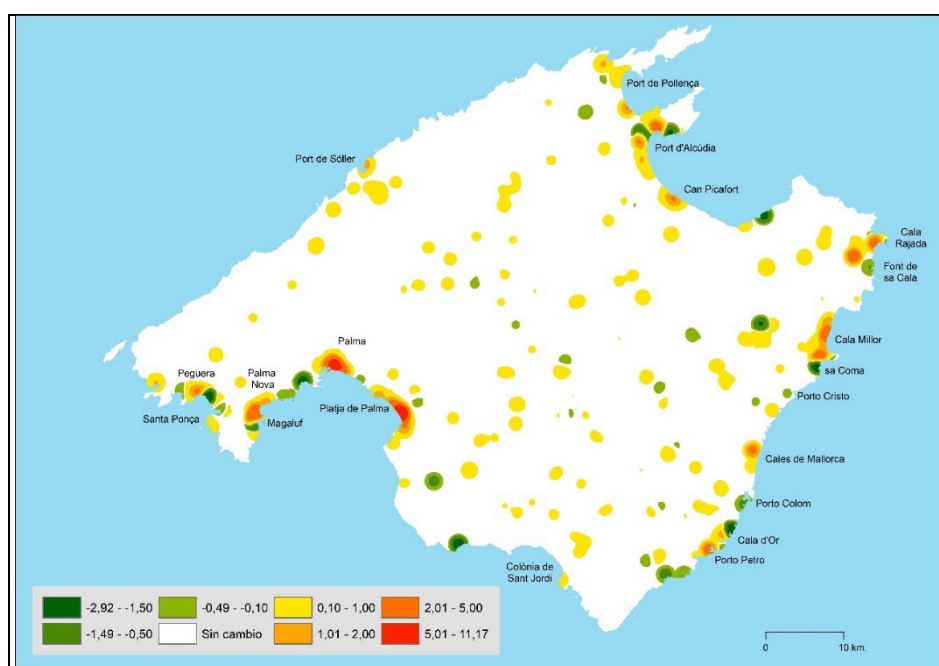 Port de Pollença
Port de Sóller
Port d'Alcúdia
Can Picafort
Cala
Rajada
Font de
sa Cala
Palma
Cala Millor
Peguera
Palma
Nova
sa Coma
Porto Cristo
Santa Ponça
Magaluf
Platja de Palma
Cales de Mallorca
Porto Colom
Cala d'Or
Porto Petro
Colònia de
Sant Jordi
-2,92 - -1,50
-0,49 - -0,10
0,10 - 1,00
2,01 - 5,00
-1,49 - -0,50
Sin cambio
1,01 - 2,00
5,01 - 11,17
0
10 km.